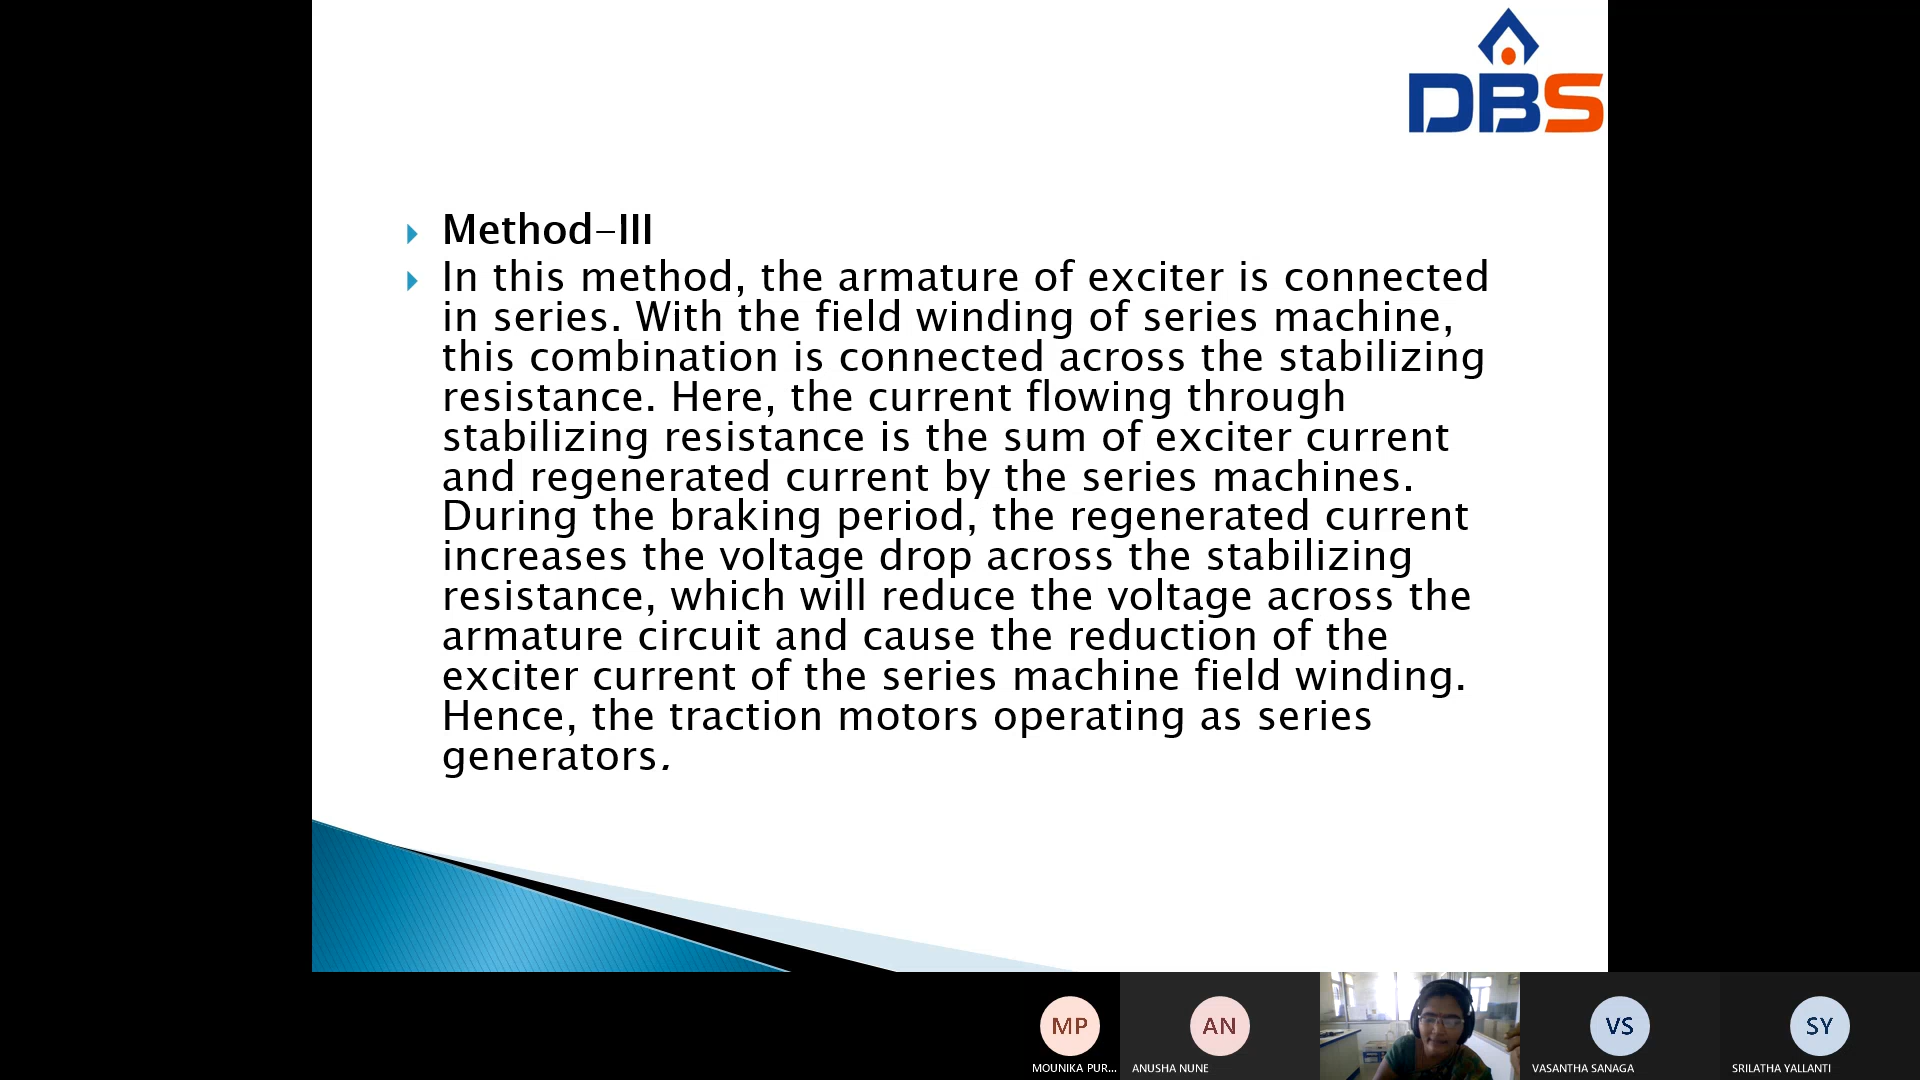 DBS
Method-III
In this method, the armature of exciter is connected
in series. With the field winding of series machine,
this combination is connected across the stabilizing
resistance. Here, the current flowing through
stabilizing resistance is the sum of exciter current
and regenerated current by the series machines.
During the braking period, the regenerated current
increases the voltage drop across the stabilizing
resistance, which will reduce the voltage across the
armature circuit and cause the reduction of the
exciter current of the series machine field winding.
Hence, the traction motors operating as series
generators.
MP
AN
VS
SY
MOUNIKA PUR...
ANUSHA NUNE
VASANTHA SANAGA
SRILATHA YALLANTI